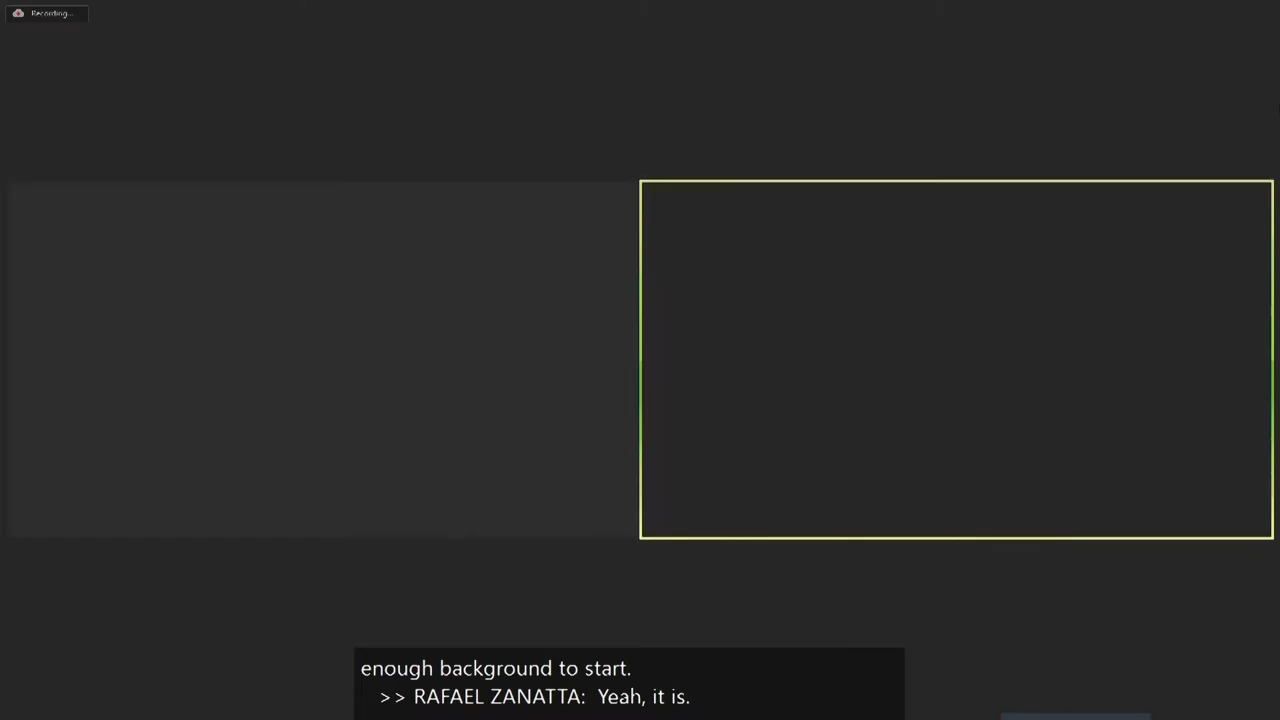 Recording...
enough background to start.
>> RAFAEL ZANATTA: Yeah, it is.